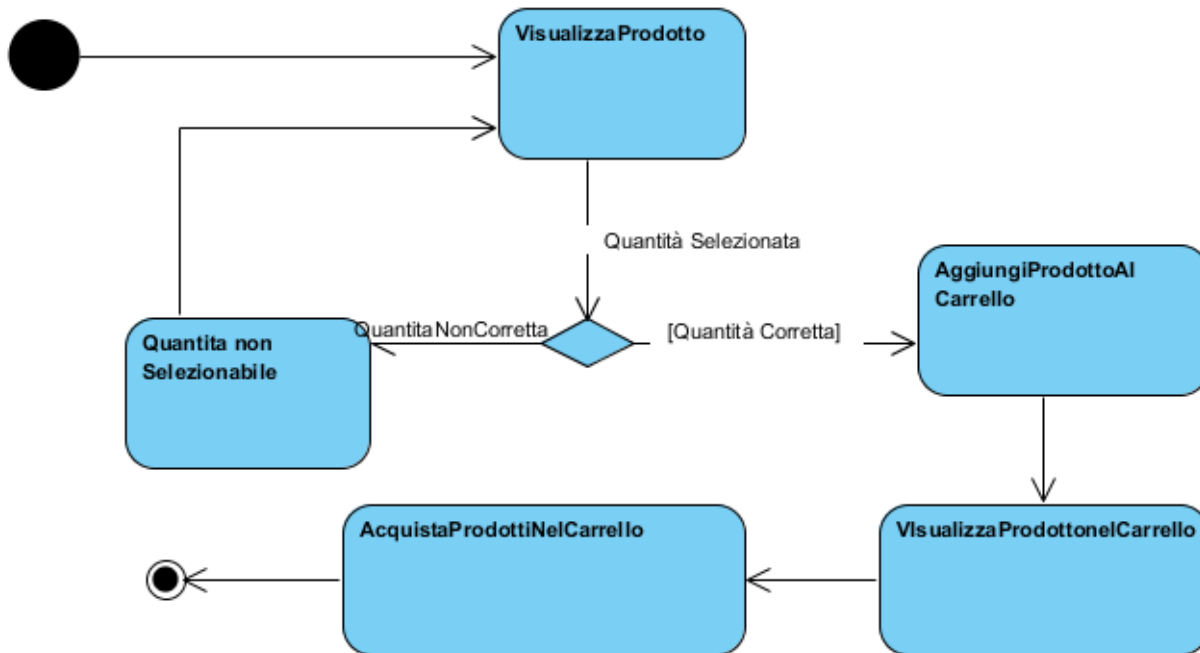 VisualizzaProdotto
Quantità Selezionata
AggiungiProdottoAl
Carrello
QuantitaNonCorretta
[Quantità Corretta]
Quantita non
Selezionabile
AcquistaProdottiNelCarrello
VIsualizzaProdottonelCarrello